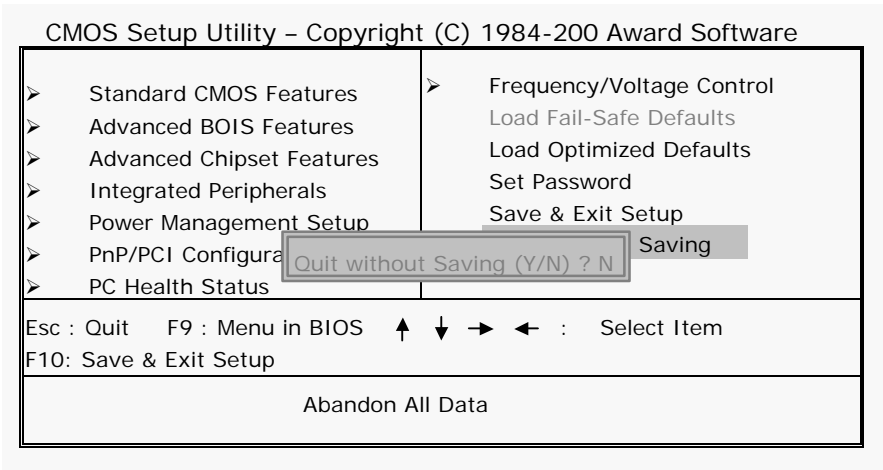 CMOS Setup Utility – Copyright (C) 1984-200 Award Software
➢ Standard CMOS Features
➢ Advanced BOIS Features
➢ Advanced Chipset Features
➢ Integrated Peripherals
➢ Power Management Setup
➢ PnP/PCI Configura
➢ PC Health Status
➢ Frequency/Voltage Control
Load Fail-Safe Defaults
Load Optimized Defaults
Set Password
Save & Exit Setup
Saving
Quit without Saving (Y/N) ? N
Esc : Quit F9 : Menu in BIOS ↑ ↓ → ← : Select Item
F10: Save & Exit Setup
Abandon All Data